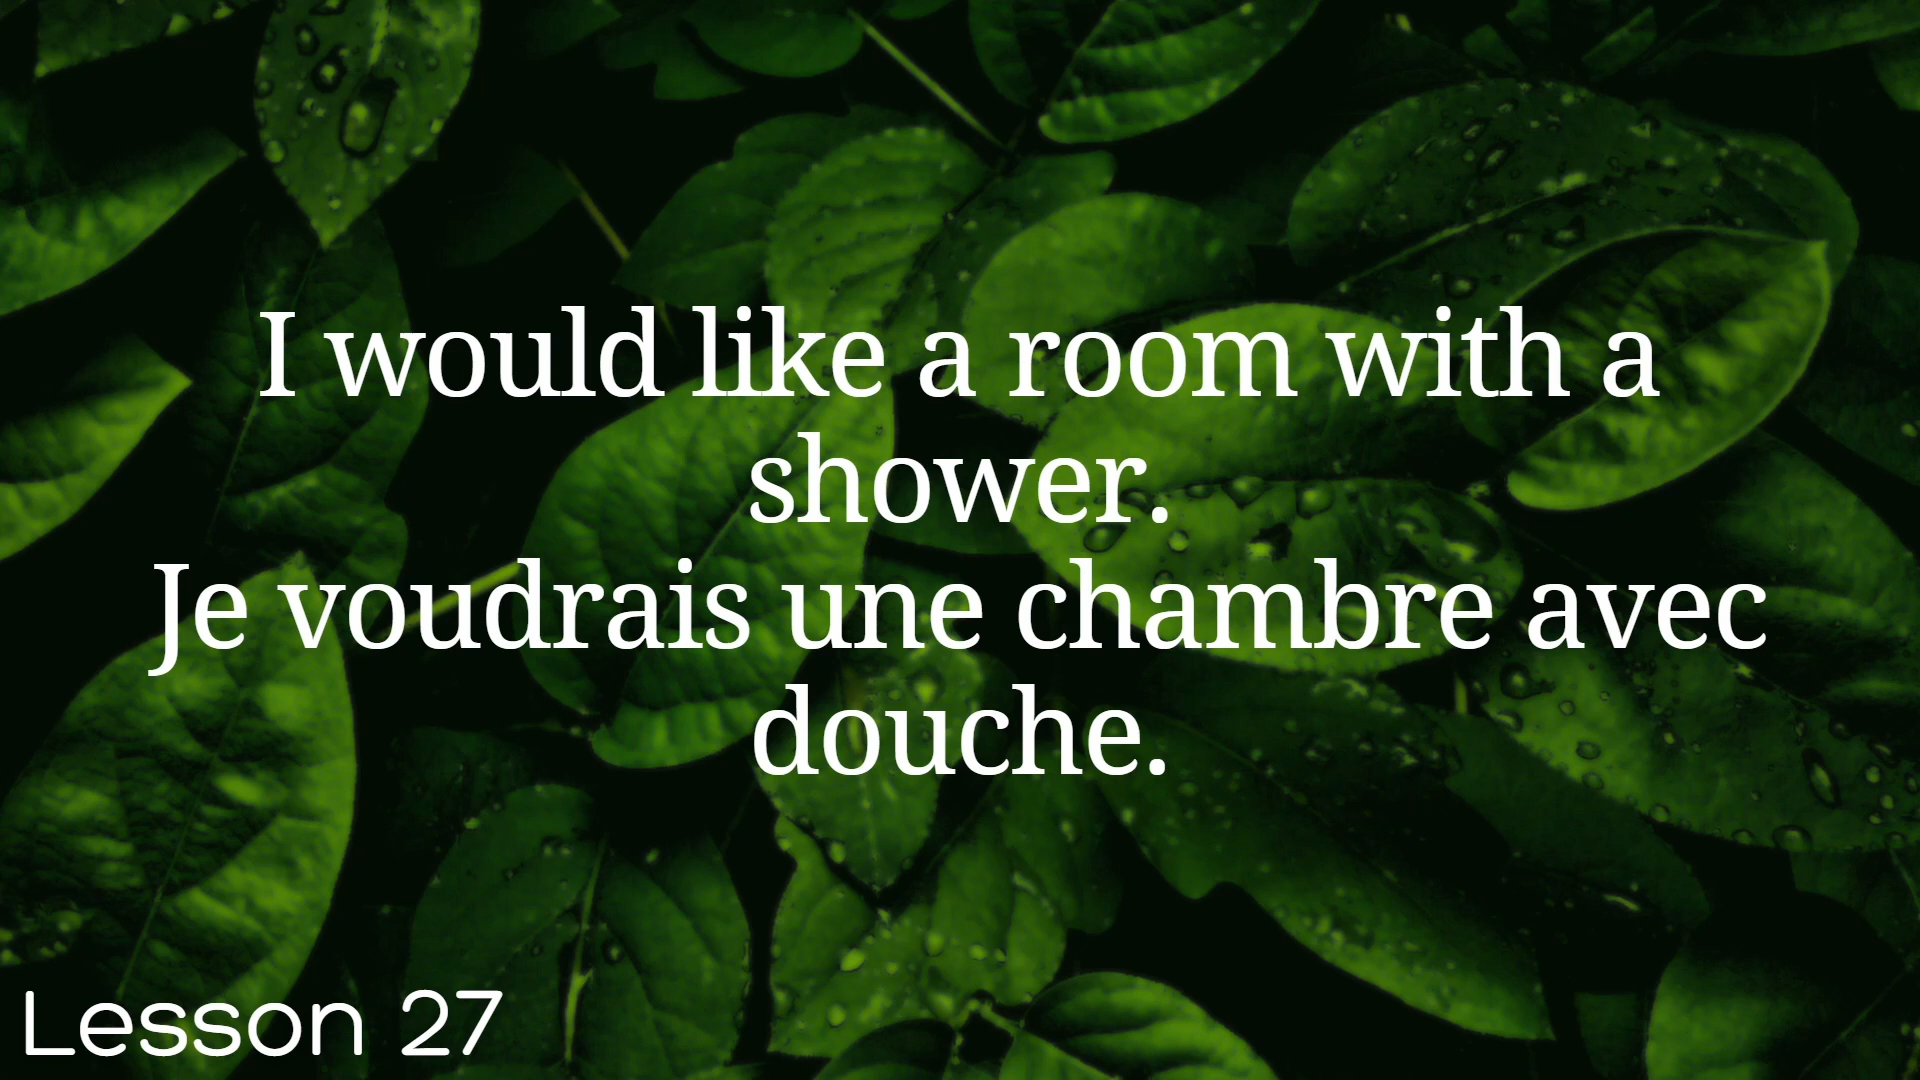 I would like a room with a
shower.
Je voudrais une chambre avec
douche.
Lesson 27